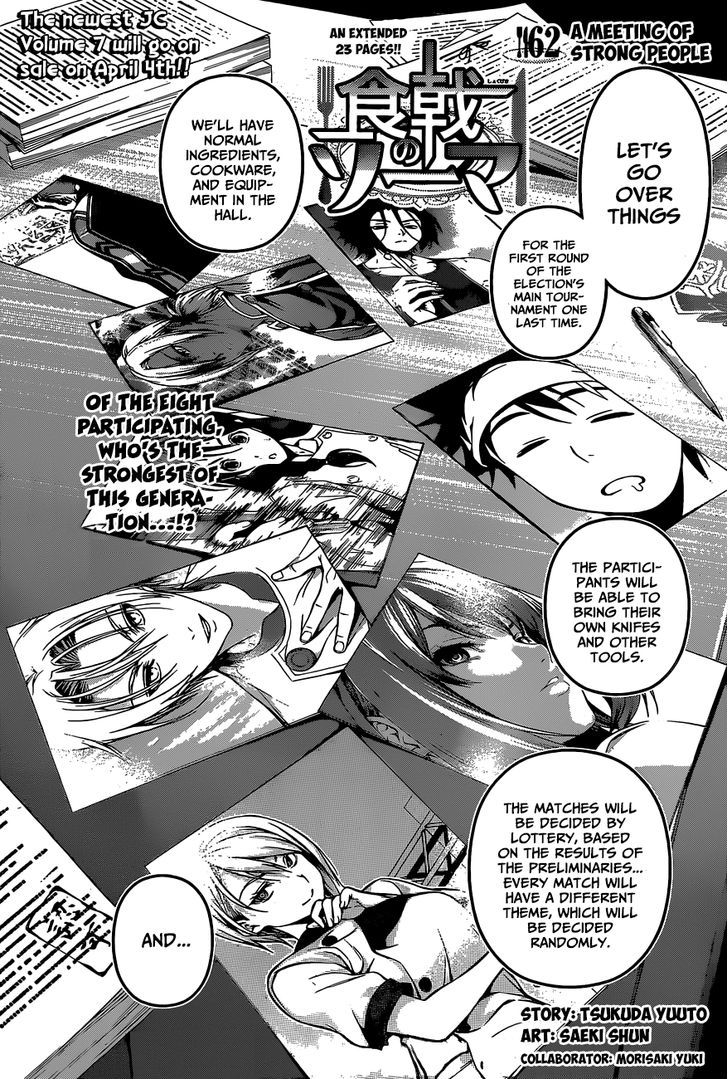 The newest JC
Volume 7 will go on
sale on April 4th!!
AN EXTENDED
23 PAGES!!
#62
A MEETING OF
STRONG PEOPLE
食戟の
しょくげき
ソーマ
LET'S
GO
OVER
THINGS
FOR THE
FIRST ROUND
OF THE
ELECTION'S
MAIN TOUR-
NAMENT ONE
LAST TIME.
WE'LL HAVE
NORMAL
INGREDIENTS,
COOKWARE,
AND EQUIP-
MENT IN THE
HALL.
OF THE EIGHT
PARTICIPATING,
WHO'S THE
STRONGEST OF
THIS GENERA-
TION...!?
THE PARTICI-
PANTS WILL
BE ABLE TO
BRING THEIR
OWN KNIFES
AND OTHER
TOOLS.
THE MATCHES WILL
BE DECIDED BY
LOTTERY, BASED
ON THE RESULTS OF
THE PRELIMINARIES...
EVERY MATCH WILL
HAVE A DIFFERENT
THEME, WHICH WILL
BE DECIDED
RANDOMLY.
AND...
STORY: TSUKUDA YUUTO
ART: SAEKI SHUN
COLLABORATOR: MORISAKI YUKI